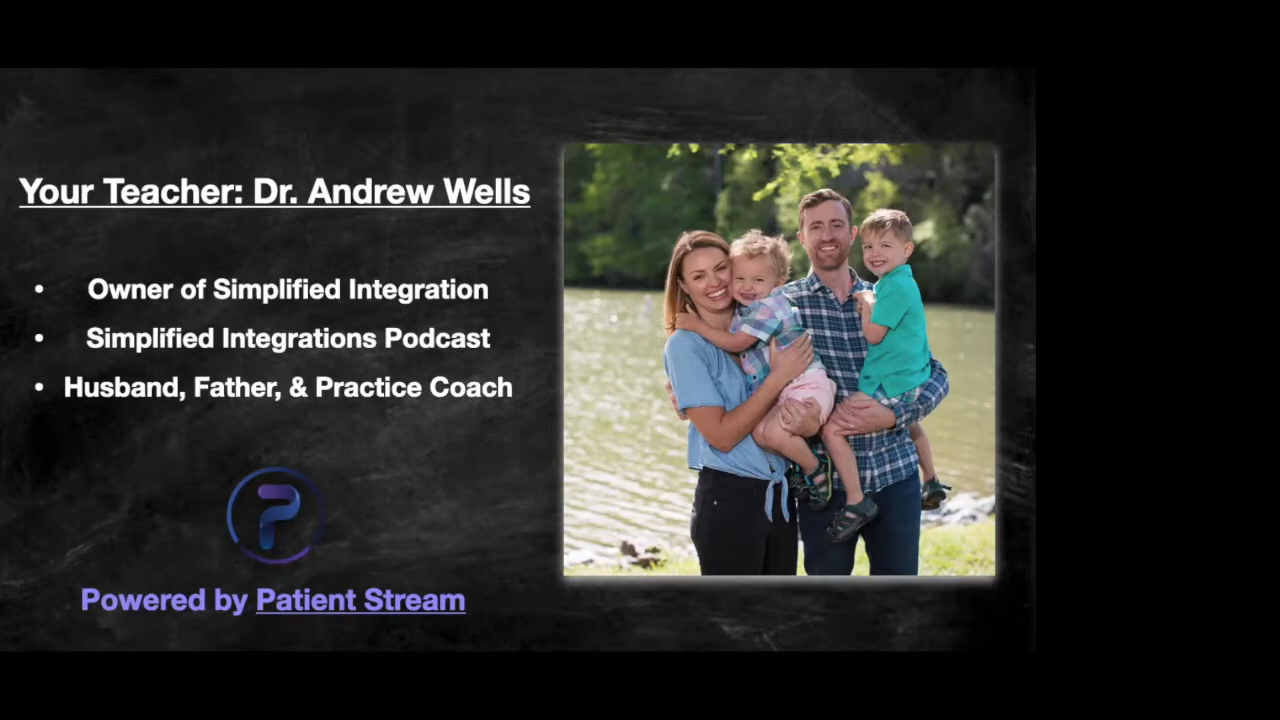 Your Teacher: Dr. Andrew Wells
• Owner of Simplified Integration
• Simplified Integrations Podcast
• Husband, Father, & Practice Coach
P
Powered by Patient Stream